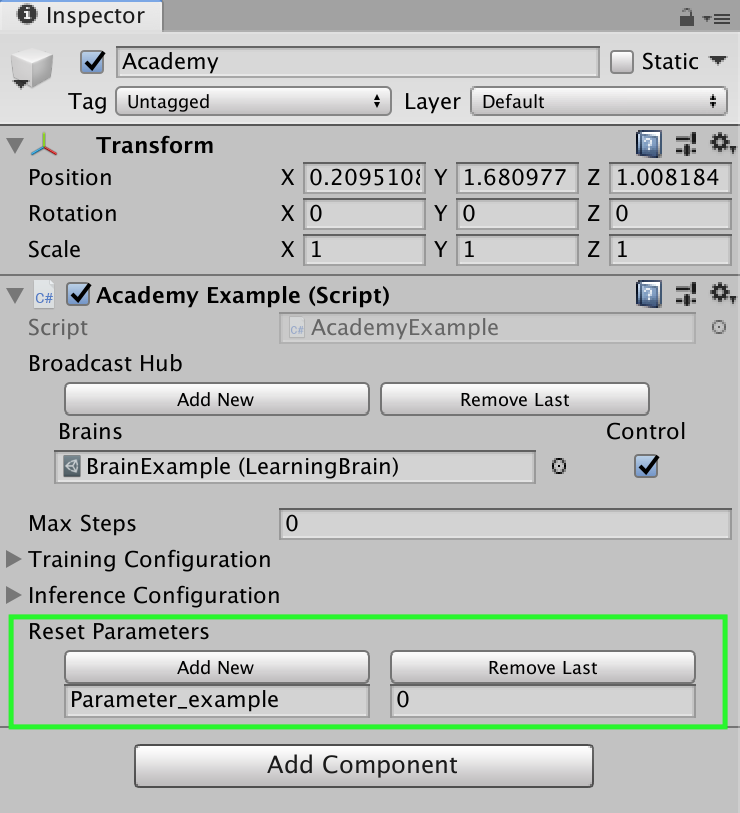 Inspector
Academy
Static
Tag Untagged Layer Default
Transform
Position X 0.2095108 Y 1.680977 Z 1.008184
Rotation X 0 Y 0 Z 0
Scale X 1 Y 1 Z 1
C# Academy Example (Script)
Script C# AcademyExample
Broadcast Hub
Add New Remove Last
Brains Control
BrainExample (LearningBrain)
Max Steps 0
Training Configuration
Inference Configuration
Reset Parameters
Add New Remove Last
Parameter_example 0
Add Component